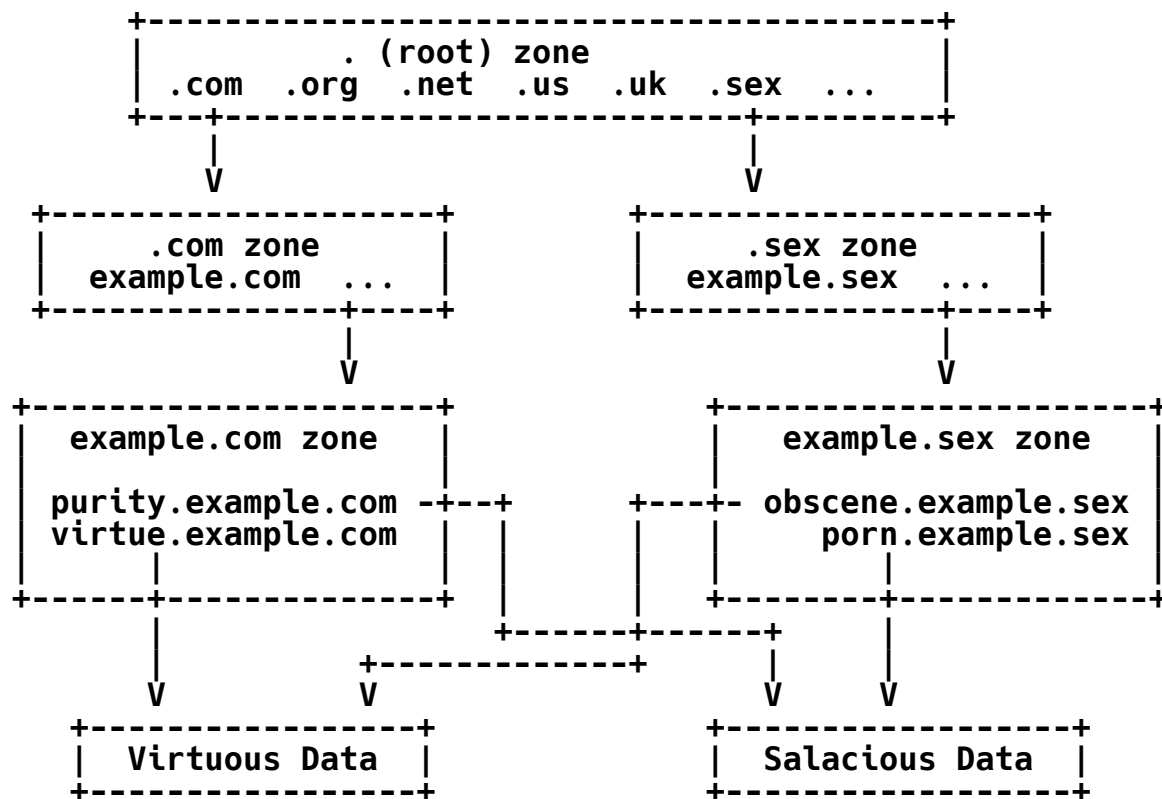 . (root) zone
.com .org .net .us .uk .sex ...
.com zone
example.com ...
.sex zone
example.sex ...
example.com zone
purity.example.com
virtue.example.com
example.sex zone
obscene.example.sex
porn.example.sex
Virtuous Data
Salacious Data